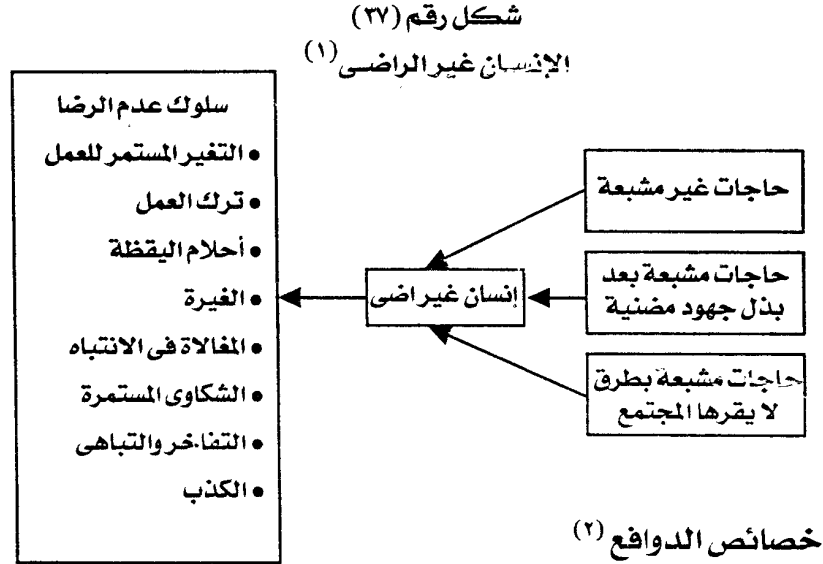 شكل رقم (٣٧)
الإنسان غير الراضى (١)
حاجات غير مشبعة
حاجات مشبعة بعد
بذل جهود مضنية
حاجات مشبعة بطرق
لا يقرها المجتمع
إنسان غير اضى
سلوك عدم الرضا
• التغير المستمر للعمل
• ترك العمل
• أحلام اليقظة
• الغيرة
• المغالاة فى الانتباه
• الشكاوى المستمرة
• التفاخر والتباهى
• الكذب
خصائص الدوافع (٢)